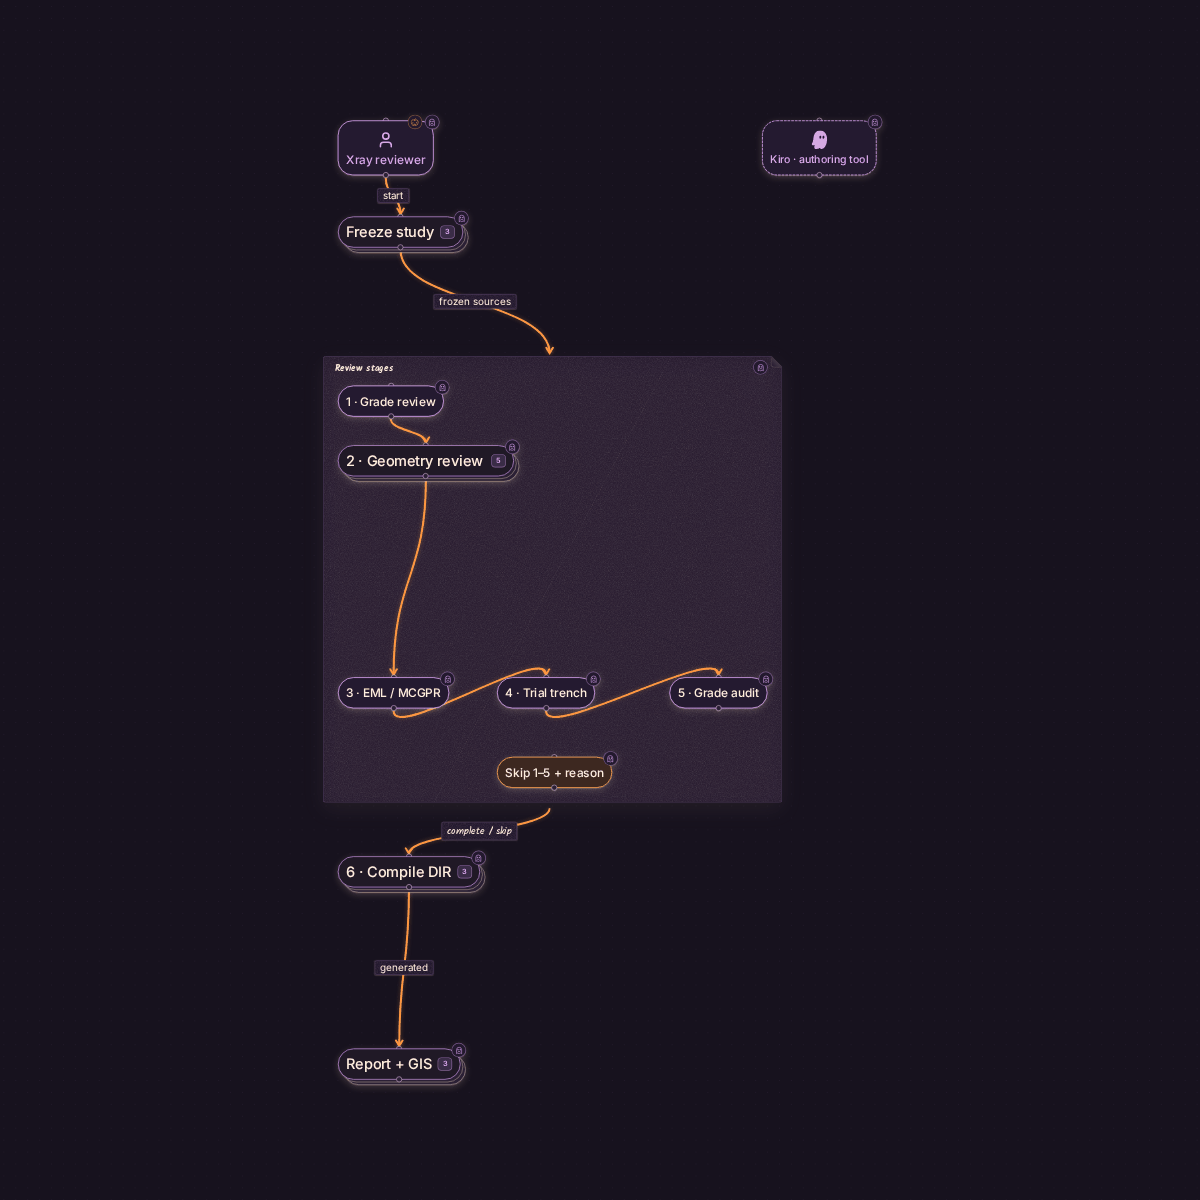 Xray reviewer
Kiro · authoring tool
start
Freeze study 3
frozen sources
Review stages
1 · Grade review
2 · Geometry review 5
3 · EML / MCGPR
4 · Trial trench
5 · Grade audit
Skip 1–5 + reason
complete / skip
6 · Compile DIR 3
generated
Report + GIS 3